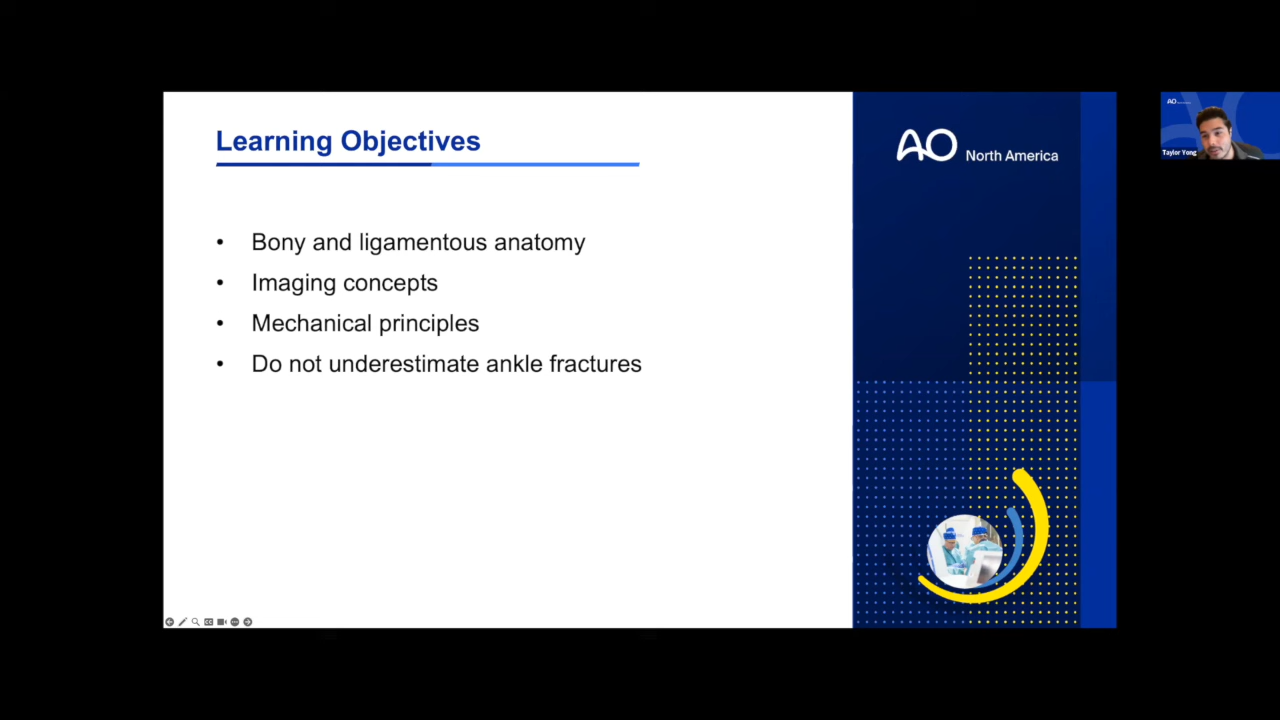 Learning Objectives
• Bony and ligamentous anatomy
• Imaging concepts
• Mechanical principles
• Do not underestimate ankle fractures
AO North America
AO
Taylor Yong